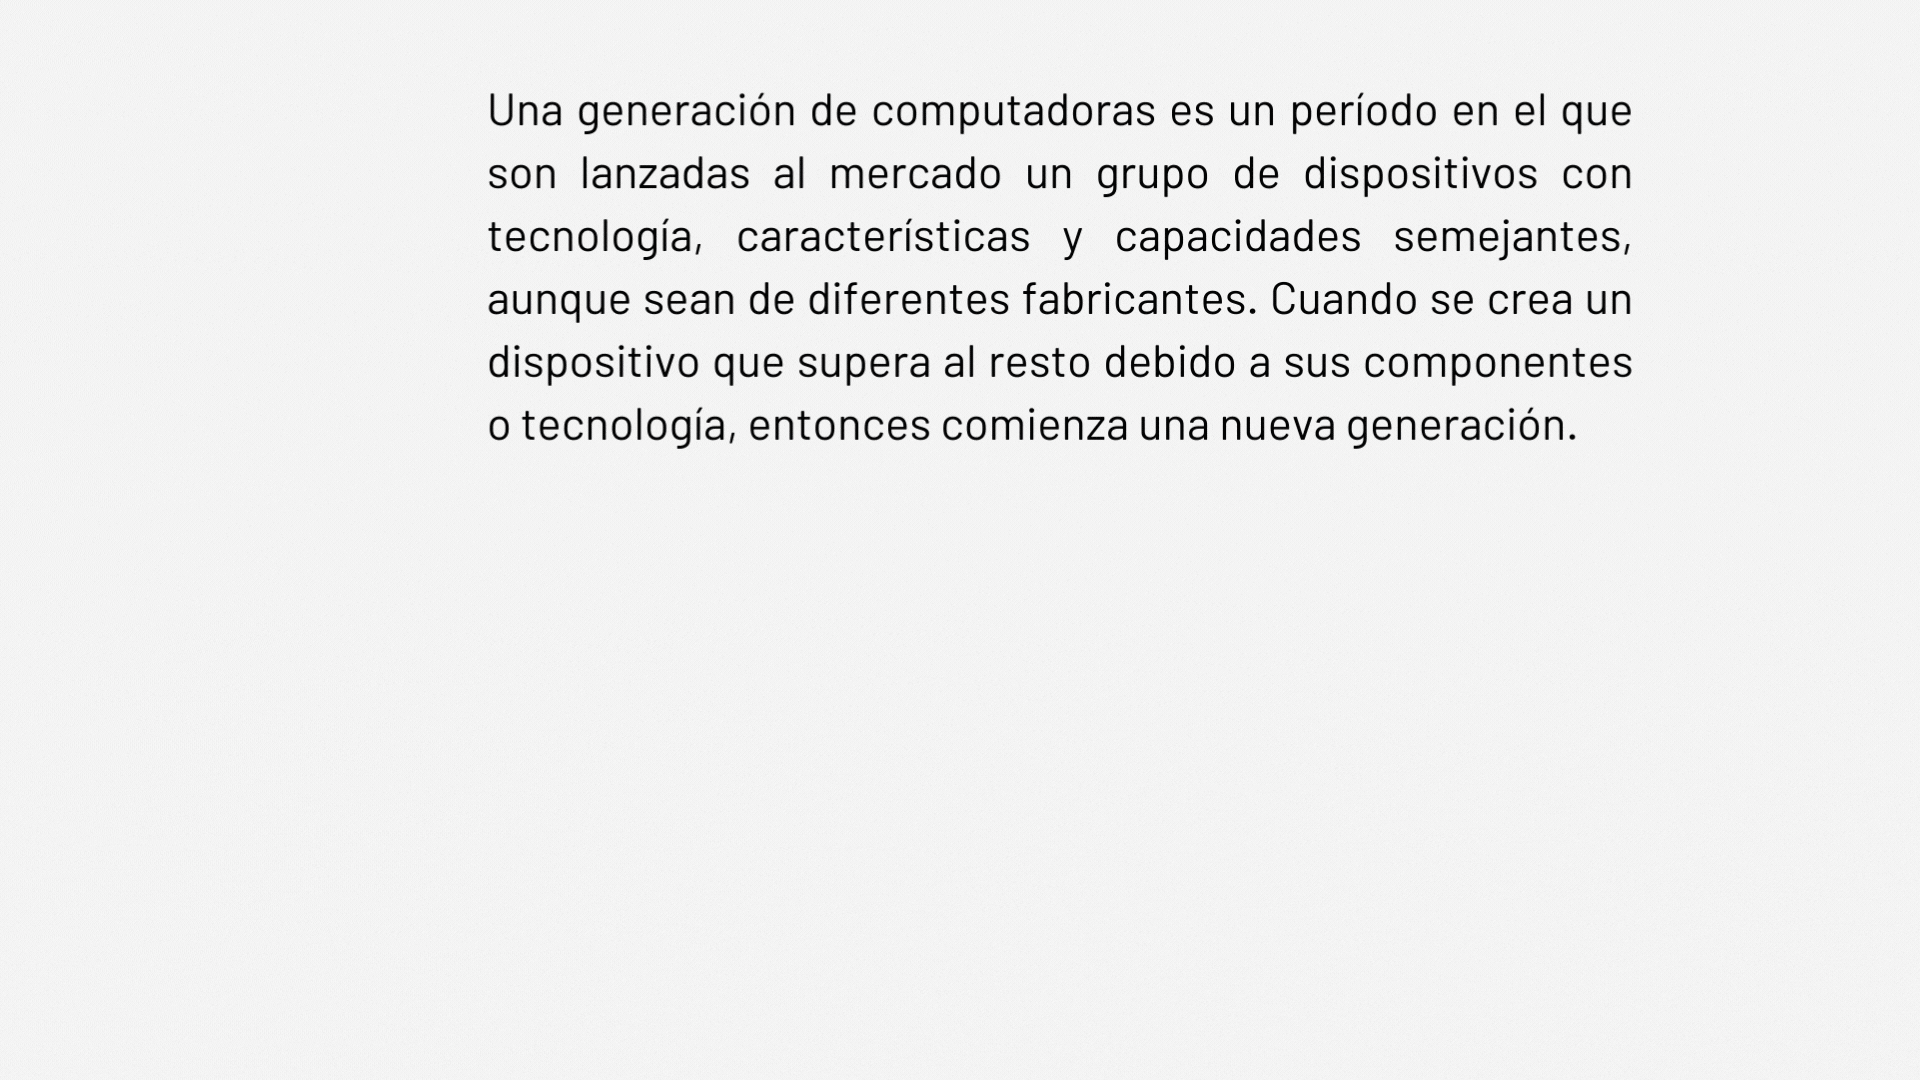 Una generación de computadoras es un período en el que
son lanzadas al mercado un grupo de dispositivos con
tecnología, características y capacidades semejantes,
aunque sean de diferentes fabricantes. Cuando se crea un
dispositivo que supera al resto debido a sus componentes
o tecnología, entonces comienza una nueva generación.